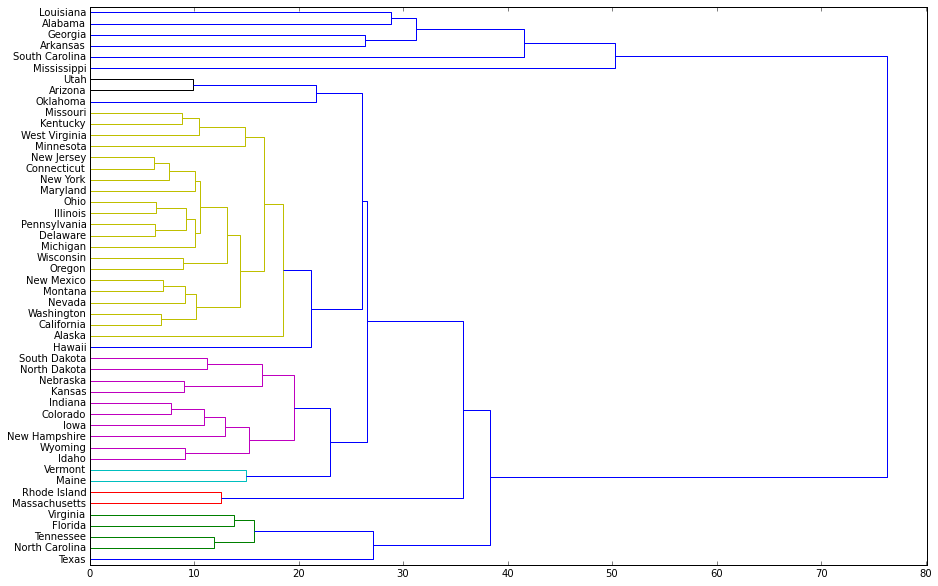 Louisiana
Alabama
Georgia
Arkansas
South Carolina
Mississippi
Utah
Arizona
Oklahoma
Missouri
Kentucky
West Virginia
Minnesota
New Jersey
Connecticut
New York
Maryland
Ohio
Illinois
Pennsylvania
Delaware
Michigan
Wisconsin
Oregon
New Mexico
Montana
Nevada
Washington
California
Alaska
Hawaii
South Dakota
North Dakota
Nebraska
Kansas
Indiana
Colorado
Iowa
New Hampshire
Wyoming
Idaho
Vermont
Maine
Rhode Island
Massachusetts
Virginia
Florida
Tennessee
North Carolina
Texas
0 10 20 30 40 50 60 70 80